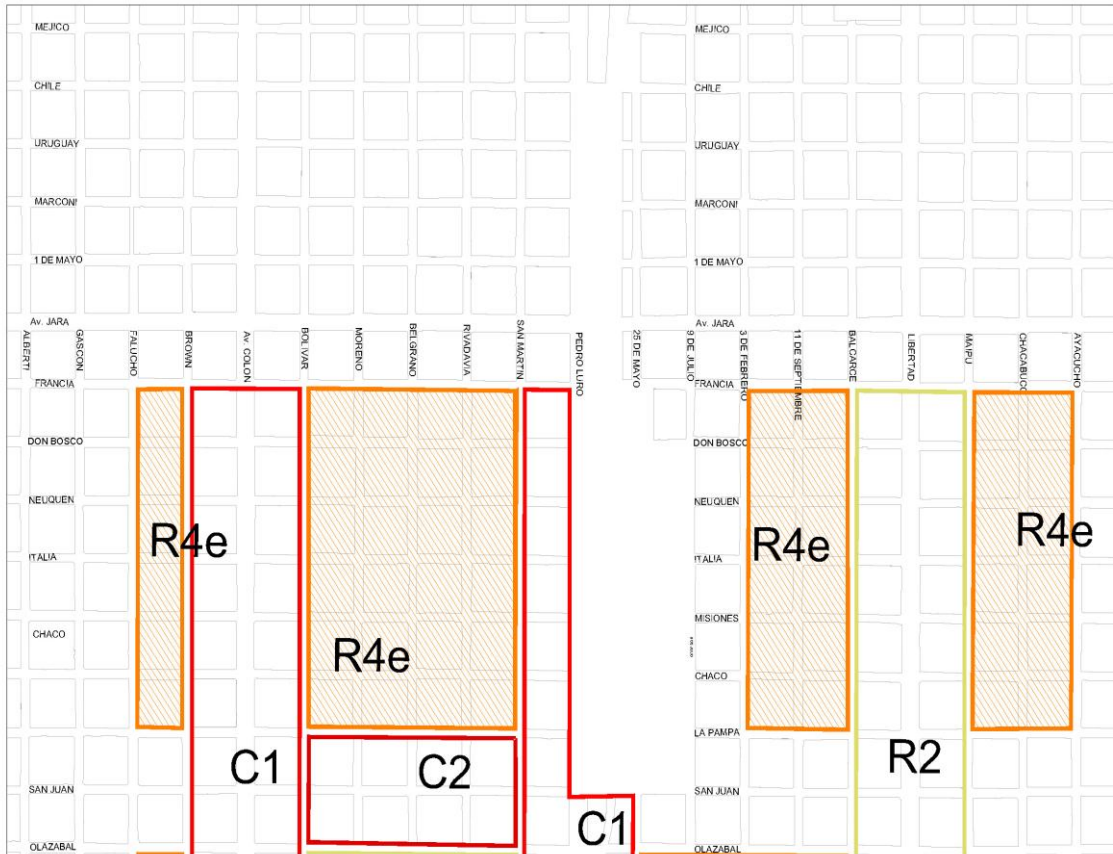 MEJICO
MEJICO
CHILE
CHILE
URUGUAY
URUGUAY
MARCONI
MARCONI
1 DE MAYO
1 DE MAYO
Av. JARA
Av. JARA
ALBERTI
GASCON
FALUCHO
BROWN
Av. COLON
BOLIVAR
MORENO
BELGRANO
RIVADAVIA
SAN MARTIN
PEDRO LURO
25 DE MAYO
9 DE JULIO
3 DE FEBRERO
11 DE SEPTIEMBRE
BALCARCE
LIBERTAD
MAIPU
CHACABUCO
AYACUCHO
FRANCIA
FRANCIA
DON BOSCO
DON BOSCO
NEUQUEN
NEUQUEN
R4e
R4e
R4e
ITALIA
ITALIA
MISIONES
CHACO
R4e
CHACO
LA PAMPA
C1
C2
R2
SAN JUAN
SAN JUAN
C1
OLAZABAL
OLAZABAL